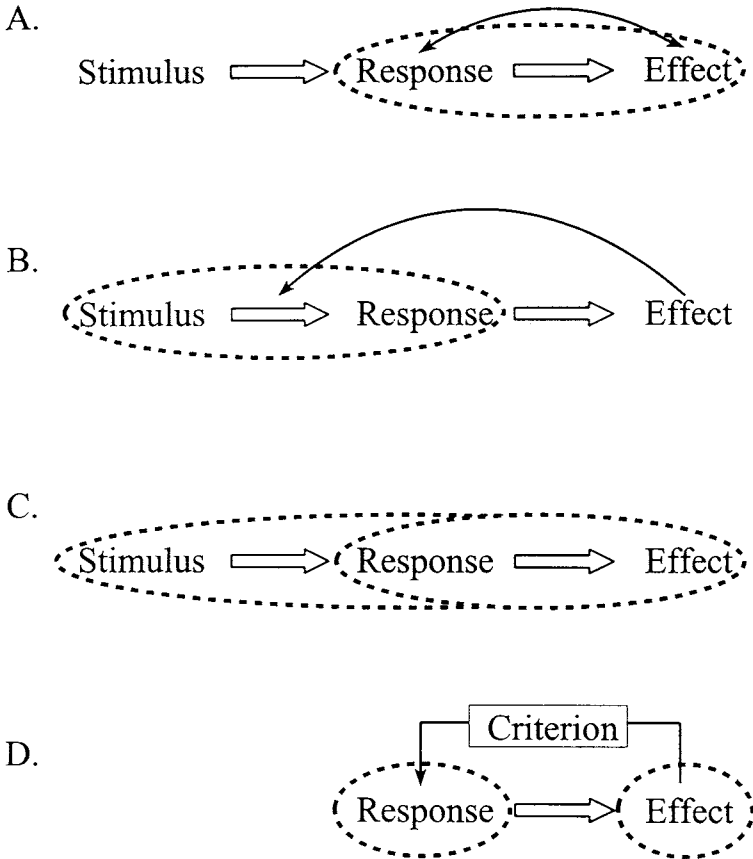 A.
Stimulus Response Effect
B.
Stimulus Response Effect
C.
Stimulus Response Effect
Criterion
D.
Response Effect